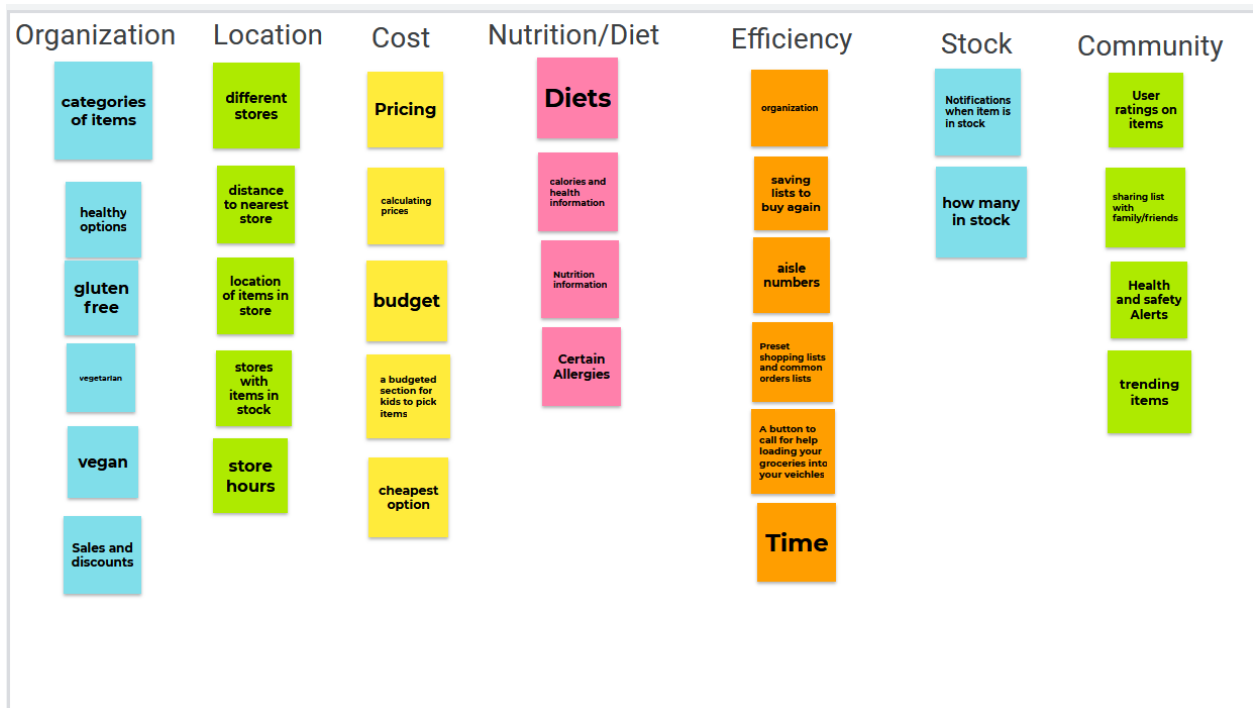 Organization
categories
of items
healthy
options
gluten
free
vegetarian
vegan
Sales and
discounts
Location
different
stores
distance
to nearest
store
location
of items in
store
stores
with
items in
stock
store
hours
Cost
Pricing
calculating
prices
budget
a budgeted
section for
kids to pick
items
cheapest
option
Nutrition/Diet
Diets
calories and
health
information
Nutrition
information
Certain
Allergies
Efficiency
organization
saving
lists to
buy again
aisle
numbers
Preset
shopping lists
and common
orders lists
A button to
call for help
loading your
groceries into
your veichles
Time
Stock
Notifications
when item is
in stock
how many
in stock
Community
User
ratings on
items
sharing list
with
family/friends
Health
and safety
Alerts
trending
items